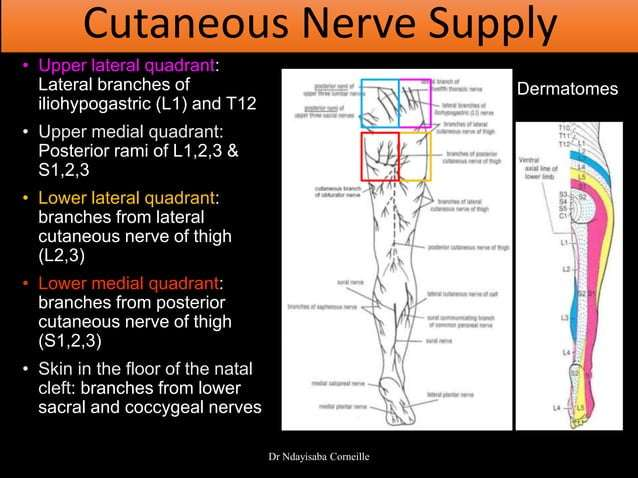 Cutaneous Nerve Supply
• Upper lateral quadrant:
Lateral branches of
iliohypogastric (L1) and T12
• Upper medial quadrant:
Posterior rami of L1,2,3 &
S1,2,3
• Lower lateral quadrant:
branches from lateral
cutaneous nerve of thigh
(L2,3)
• Lower medial quadrant:
branches from posterior
cutaneous nerve of thigh
(S1,2,3)
• Skin in the floor of the natal
cleft: branches from lower
sacral and coccygeal nerves
posterior rami of
upper three lumbar nerves
posterior rami of
upper three sacral nerves
cutaneous branch
of obturator nerve
sural nerve
branches of saphenous nerve
medial calcaneal nerve
medial plantar nerve
lateral branch of
twelfth thoracic nerve
lateral branches of
iliohypogastric nerve (L1)
branches of lateral
cutaneous nerve of thigh
branches of posterior
cutaneous nerve of thigh
branches of lateral
cutaneous nerve of thigh
posterior cutaneous nerve of thigh
lateral cutaneous nerve of calf
sural communicating branch
of common peroneal nerve
sural nerve
lateral plantar nerve
Dermatomes
T10
T11
T12
L1
L2
L3
L4
L5
Ventral
axial line of
lower limb
S3
S4
S5
C1
L1
L2
S2
S1
L3
L4
S2
L4
L5
S1
Dr Ndayisaba Corneille